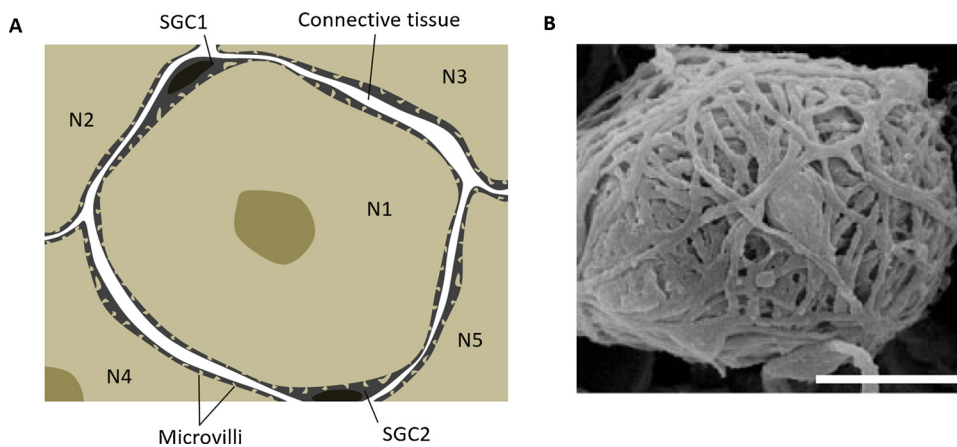 A
SGC1
Connective tissue
B
N3
N2
N1
N5
N4
Microvilli
SGC2